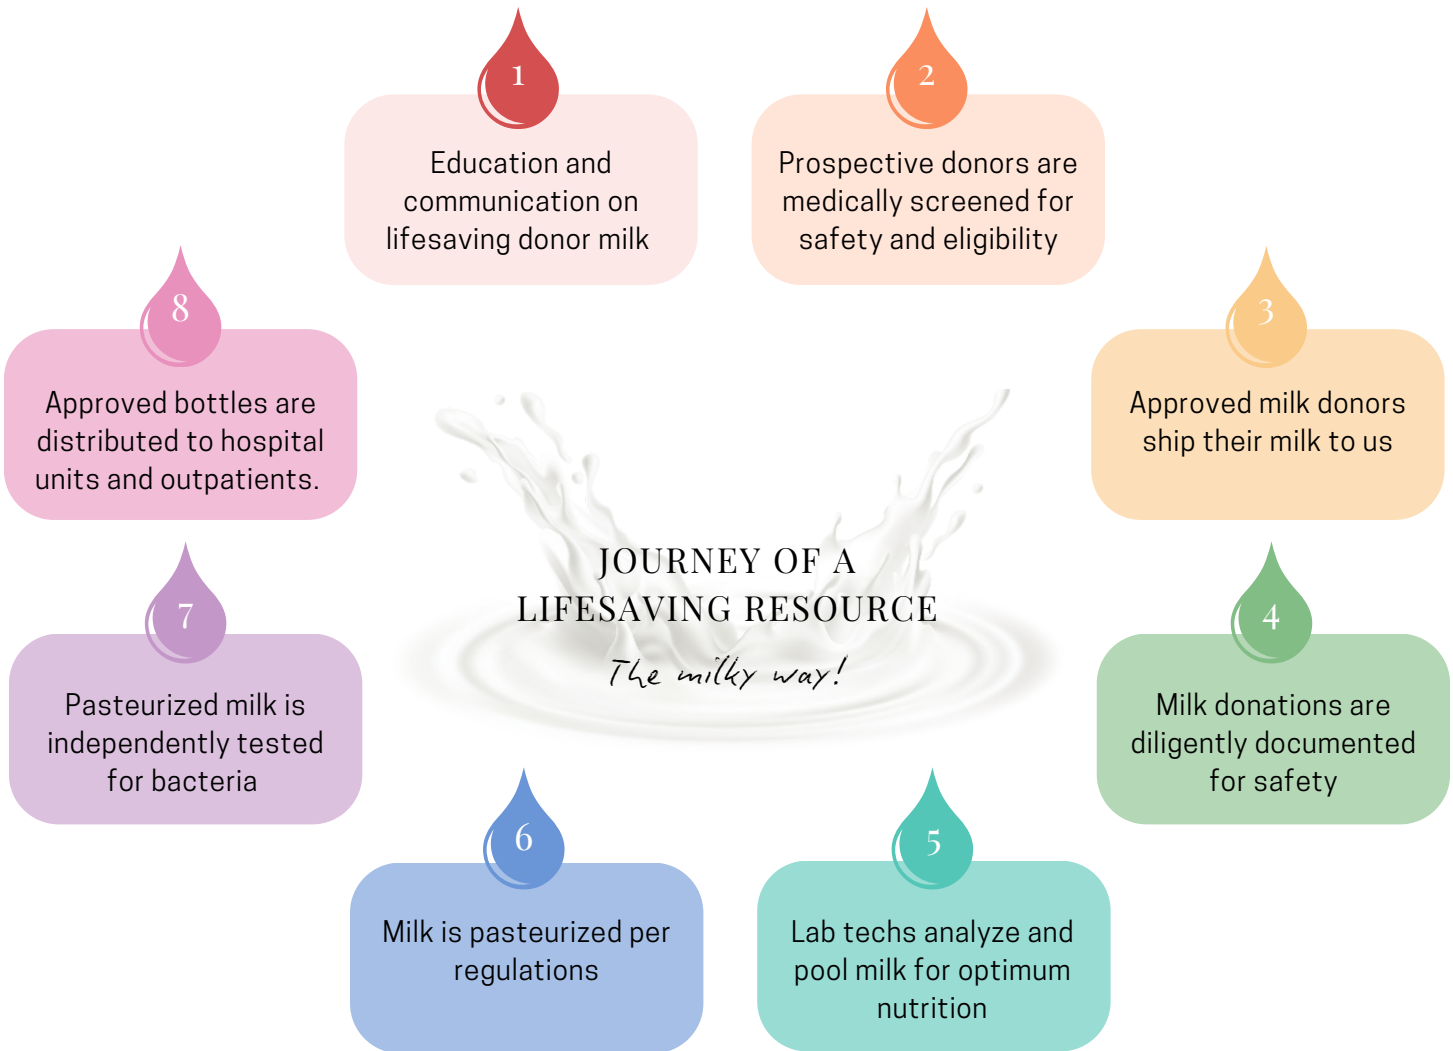 1
Education and
communication on
lifesaving donor milk
2
Prospective donors are
medically screened for
safety and eligibility
3
Approved milk donors
ship their milk to us
4
Milk donations are
diligently documented
for safety
5
Lab techs analyze and
pool milk for optimum
nutrition
6
Milk is pasteurized per
regulations
7
Pasteurized milk is
independently tested
for bacteria
8
Approved bottles are
distributed to hospital
units and outpatients.
JOURNEY OF A
LIFESAVING RESOURCE
The milky way!